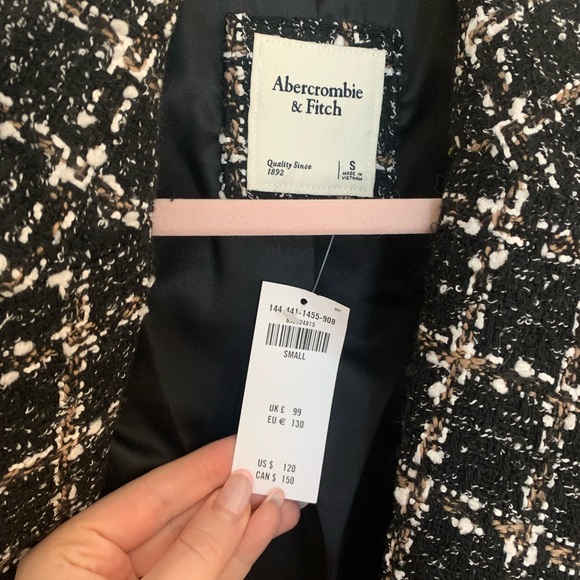 Abercrombie
& Fitch
Quality Since
1892
S
MADE IN
VIETNAM
144-441-1455-908
SMALL
UK £ 99
EU € 130
US $ 120
CAN $ 150